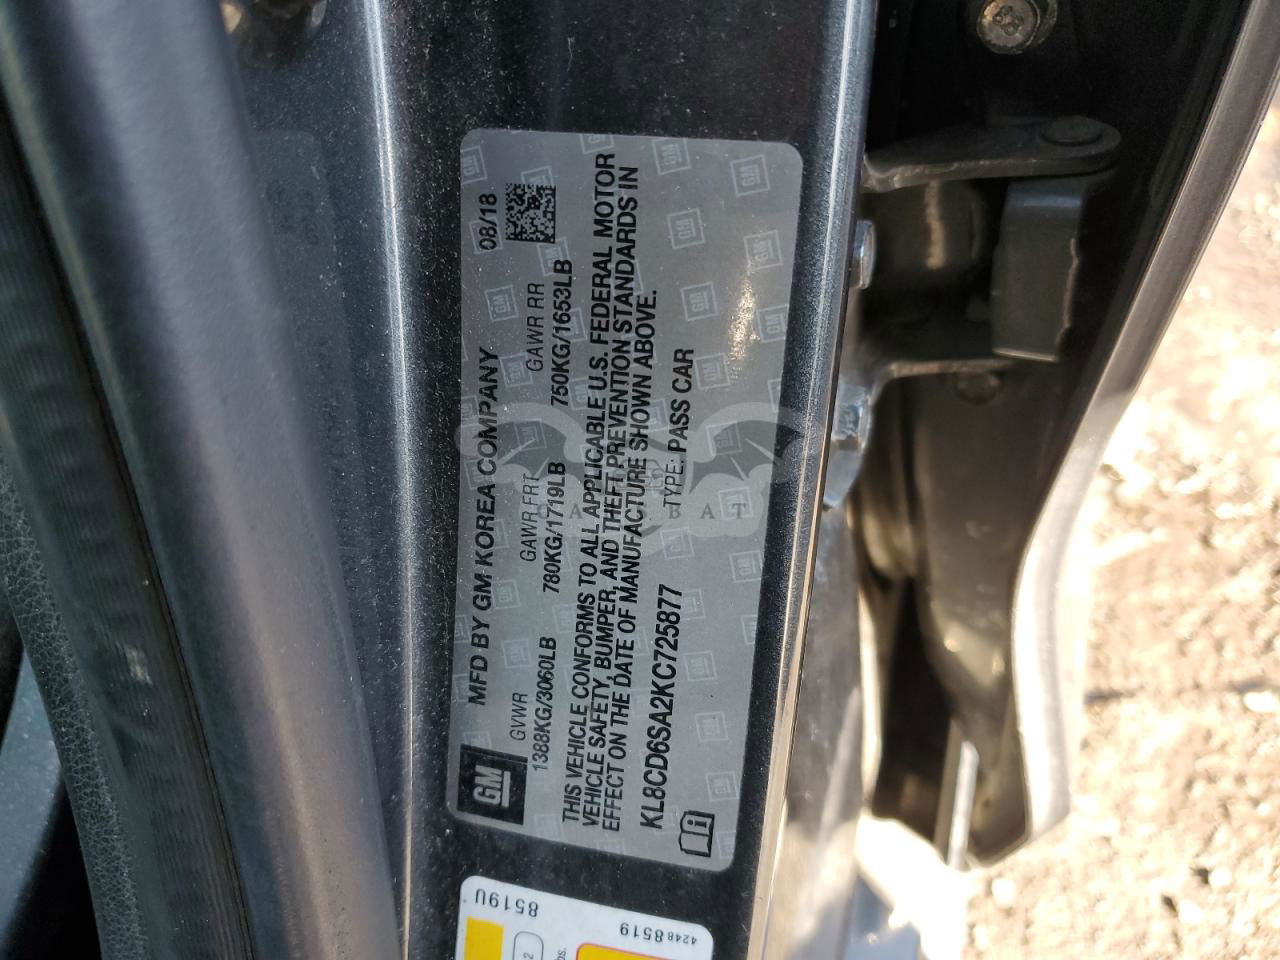 MFD BY GM KOREA COMPANY 08/18
GM
GVWR GAWR FRT GAWR RR
1388KG/3060LB 780KG/1719LB 750KG/1653LB
THIS VEHICLE CONFORMS TO ALL APPLICABLE U.S. FEDERAL MOTOR
VEHICLE SAFETY, BUMPER, AND THEFT PREVENTION STANDARDS IN
EFFECT ON THE DATE OF MANUFACTURE SHOWN ABOVE.
KL8CD6SA2KC725877 TYPE: PASS CAR
8519U
42488519